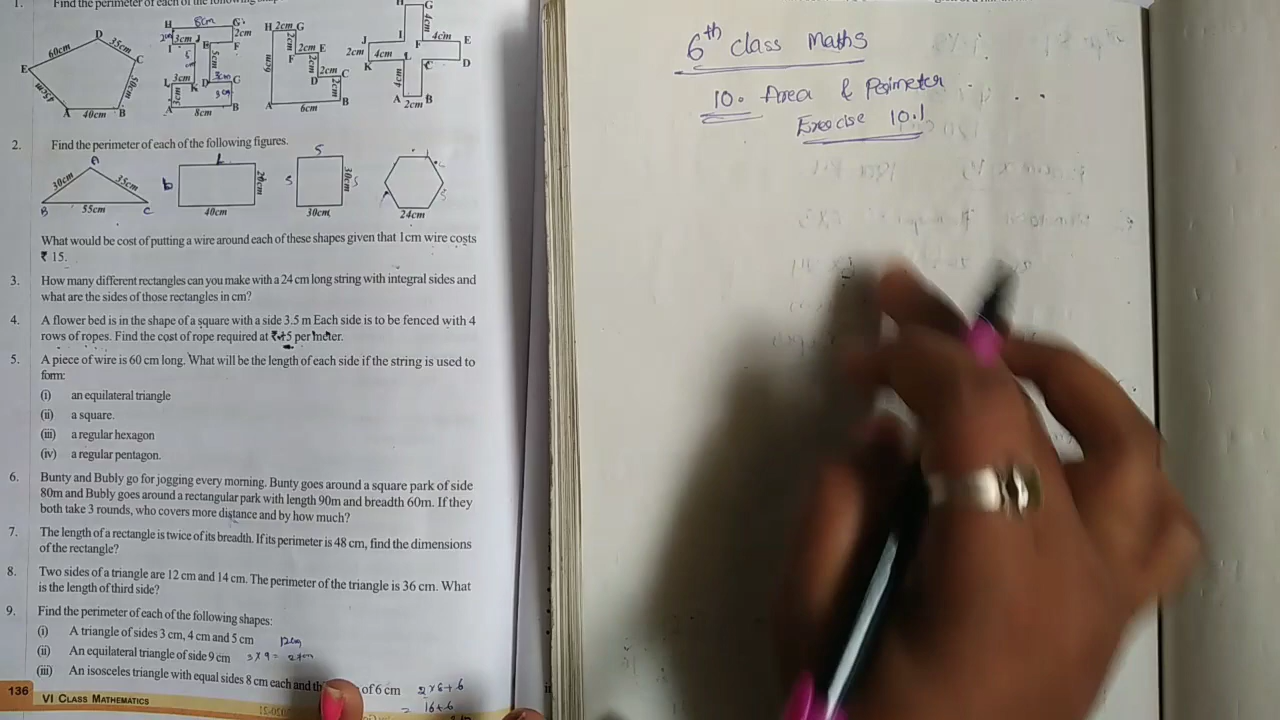 1. Find the perimeter of each of the following
2. Find the perimeter of each of the following figures.
30cm 35cm 55cm
40cm
30cm 30cm
24cm
What would be cost of putting a wire around each of these shapes given that 1cm wire costs
₹ 15.
3. How many different rectangles can you make with a 24 cm long string with integral sides and
what are the sides of those rectangles in cm?
4. A flower bed is in the shape of a square with a side 3.5 m Each side is to be fenced with 4
rows of ropes. Find the cost of rope required at per meter.
5. A piece of wire is 60 cm long. What will be the length of each side if the string is used to
form:
(i) an equilateral triangle
(ii) a square.
(iii) a regular hexagon
(iv) a regular pentagon.
6. Bunty and Bubly go for jogging every morning. Bunty goes around a square park of side
80m and Bubly goes around a rectangular park with length 90m and breadth 60m. If they
both take 3 rounds, who covers more distance and by how much?
7. The length of a rectangle is twice of its breadth. If its perimeter is 48 cm, find the dimensions
of the rectangle?
8. Two sides of a triangle are 12 cm and 14 cm. The perimeter of the triangle is 36 cm. What
is the length of third side?
9. Find the perimeter of each of the following shapes:
(i) A triangle of sides 3 cm, 4 cm and 5 cm 12cm
(ii) An equilateral triangle of side 9 cm 3×9= 27cm
(iii) An isosceles triangle with equal sides 8 cm each and of 6 cm 2×8+6
= 16+6
136 VI CLASS MATHEMATICS
6th class Maths
10. Area & Perimeter
Exercise 10.1